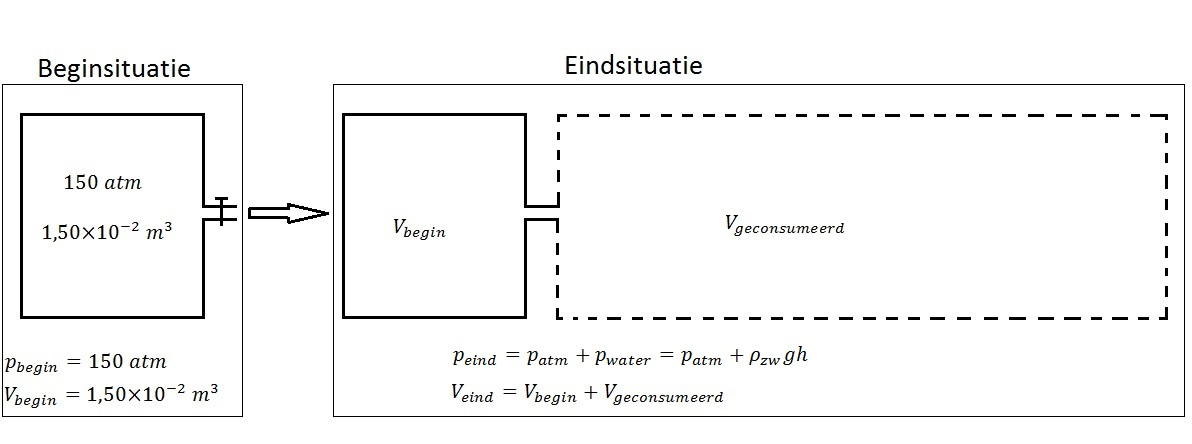 Beginsituatie
Eindsituatie
150 atm
1,50×10⁻² m³
V_begin
V_geconsumeerd
p_begin = 150 atm
V_begin = 1,50×10⁻² m³
p_eind = p_atm + p_water = p_atm + ρ_zw gh
V_eind = V_begin + V_geconsumeerd